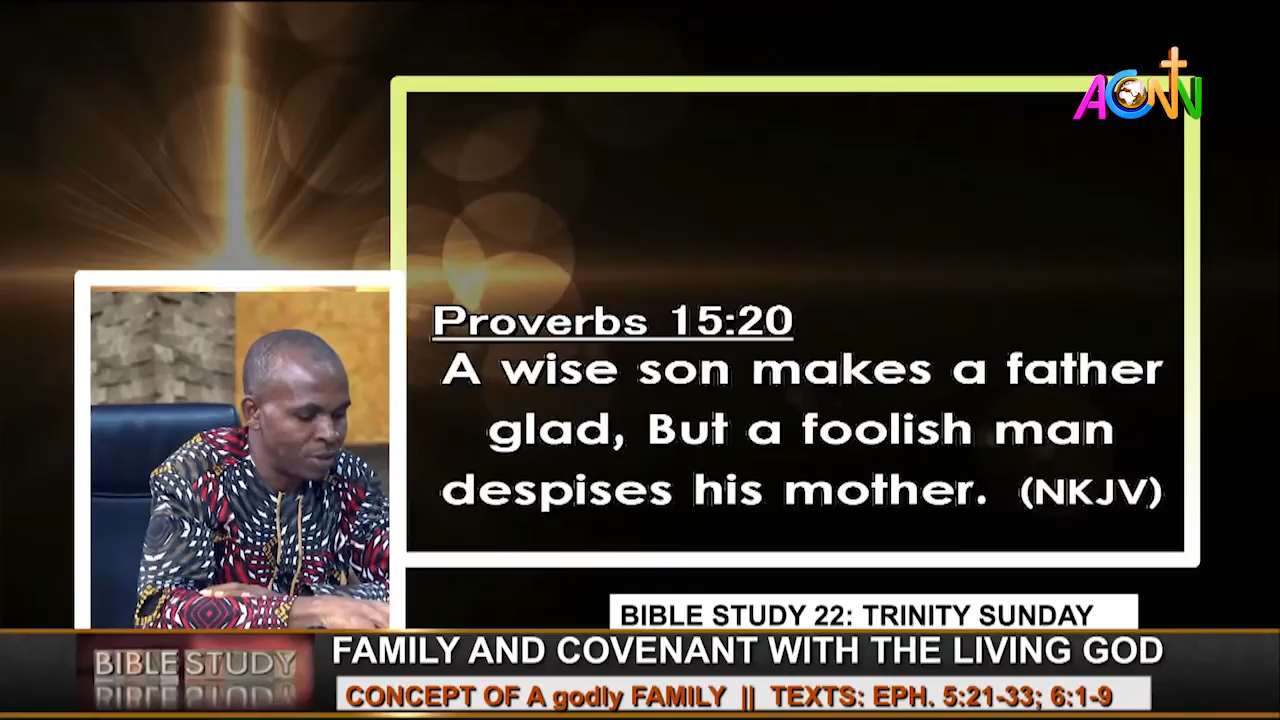 ACNN
Proverbs 15:20
A wise son makes a father
glad, But a foolish man
despises his mother. (NKJV)
BIBLE STUDY 22: TRINITY SUNDAY
BIBLE STUDY
FAMILY AND COVENANT WITH THE LIVING GOD
CONCEPT OF A godly FAMILY || TEXTS: EPH. 5:21-33; 6:1-9